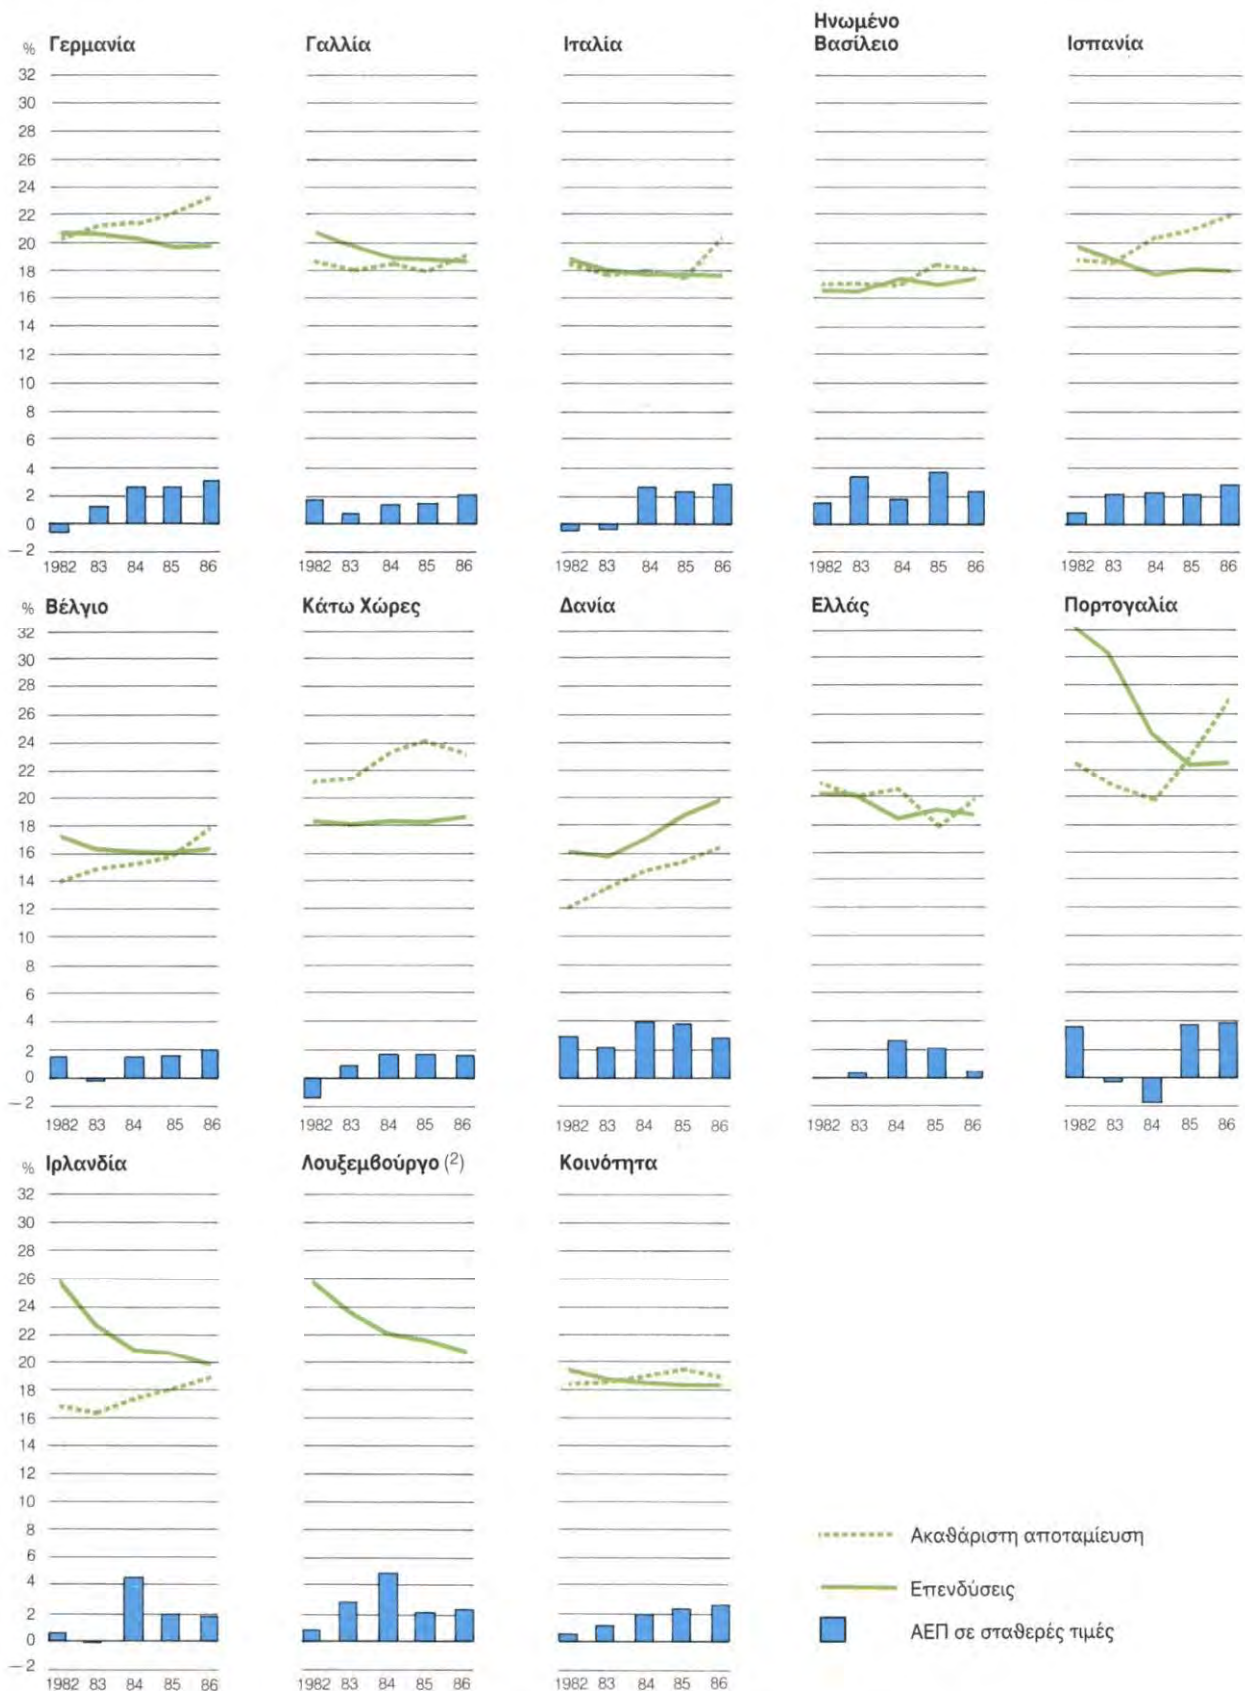 Γερμανία
Γαλλία
Ιταλία
Ηνωμένο
Βασίλειο
Ισπανία
%
32
30
28
26
24
22
20
18
16
14
12
10
8
6
4
2
0
−2
1982 83 84 85 86
1982 83 84 85 86
1982 83 84 85 86
1982 83 84 85 86
1982 83 84 85 86
% Βέλγιο
Κάτω Χώρες
Δανία
Ελλάς
Πορτογαλία
32
30
28
26
24
22
20
18
16
14
12
10
8
6
4
2
0
−2
1982 83 84 85 86
1982 83 84 85 86
1982 83 84 85 86
1982 83 84 85 86
1982 83 84 85 86
% Ιρλανδία
Λουξεμβούργο (2)
Κοινότητα
32
30
28
26
24
22
20
18
16
14
12
10
8
6
4
2
0
−2
1982 83 84 85 86
1982 83 84 85 86
1982 83 84 85 86
Ακαθάριστη αποταμίευση
Επενδύσεις
ΑΕΠ σε σταθερές τιμές